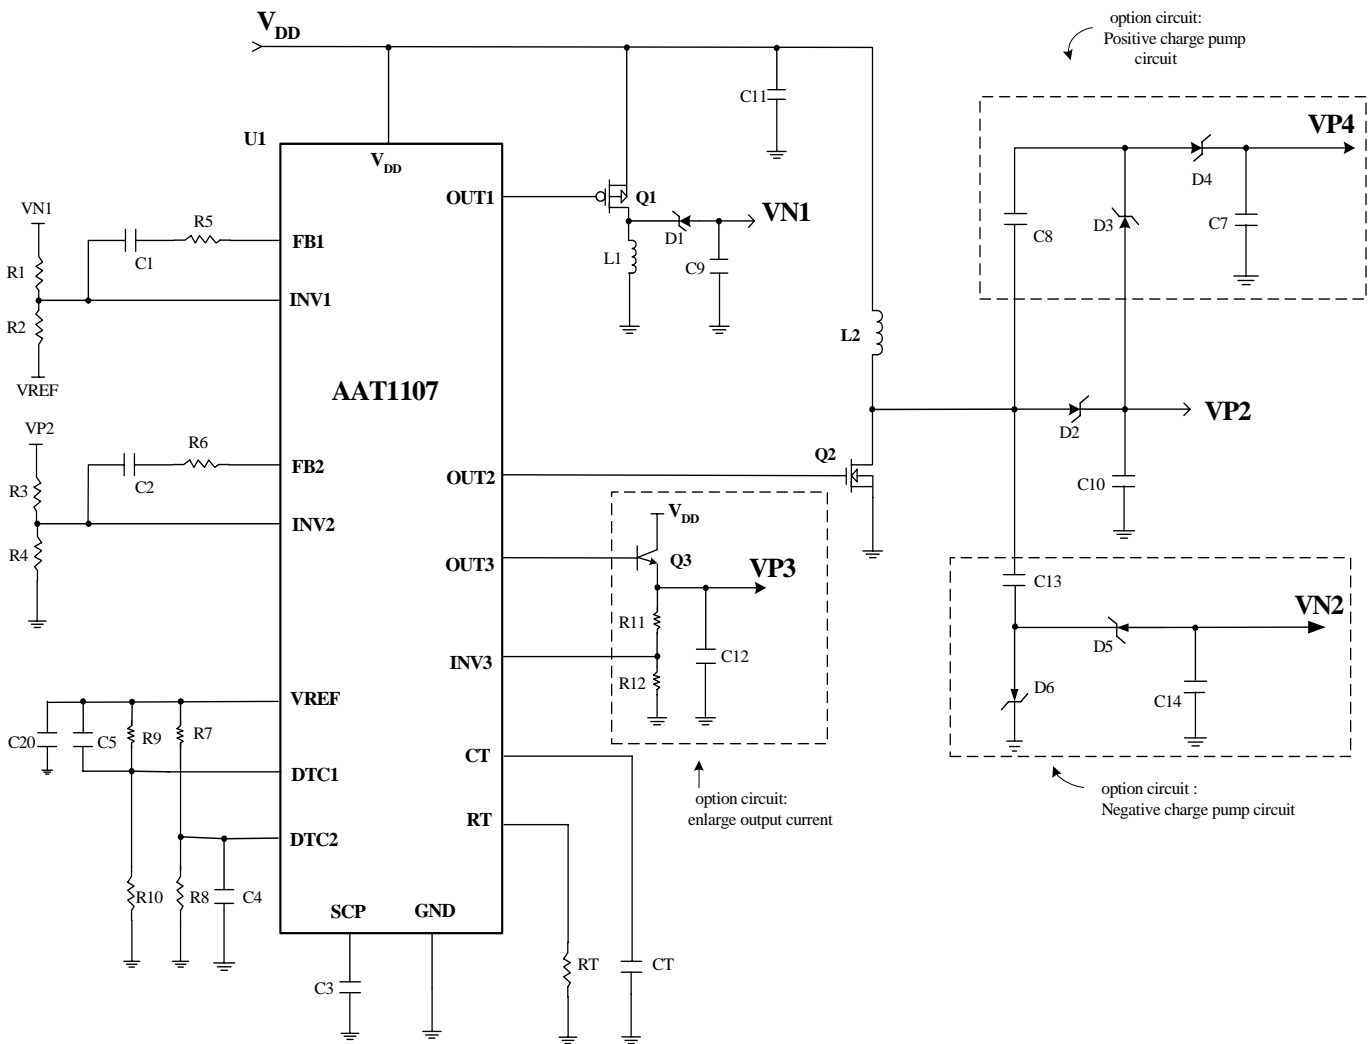 option circuit:
Positive charge pump
circuit
V DD
C11
U1
V DD
OUT1
Q1
VN1
D1
L1
C9
VP4
D4
D3
C8
C7
VN1
R1
R2
VREF
C1
R5
FB1
INV1
L2
AAT1107
VP2
D2
C10
VP2
R3
R4
C2
R6
FB2
INV2
OUT2
Q2
V DD
OUT3
Q3
VP3
R11
INV3
R12
C12
C13
VN2
D5
D6
C14
VREF
C20
C5
R9
R7
DTC1
CT
option circuit:
enlarge output current
option circuit :
Negative charge pump circuit
RT
DTC2
R10
R8
C4
SCP
GND
C3
RT
CT